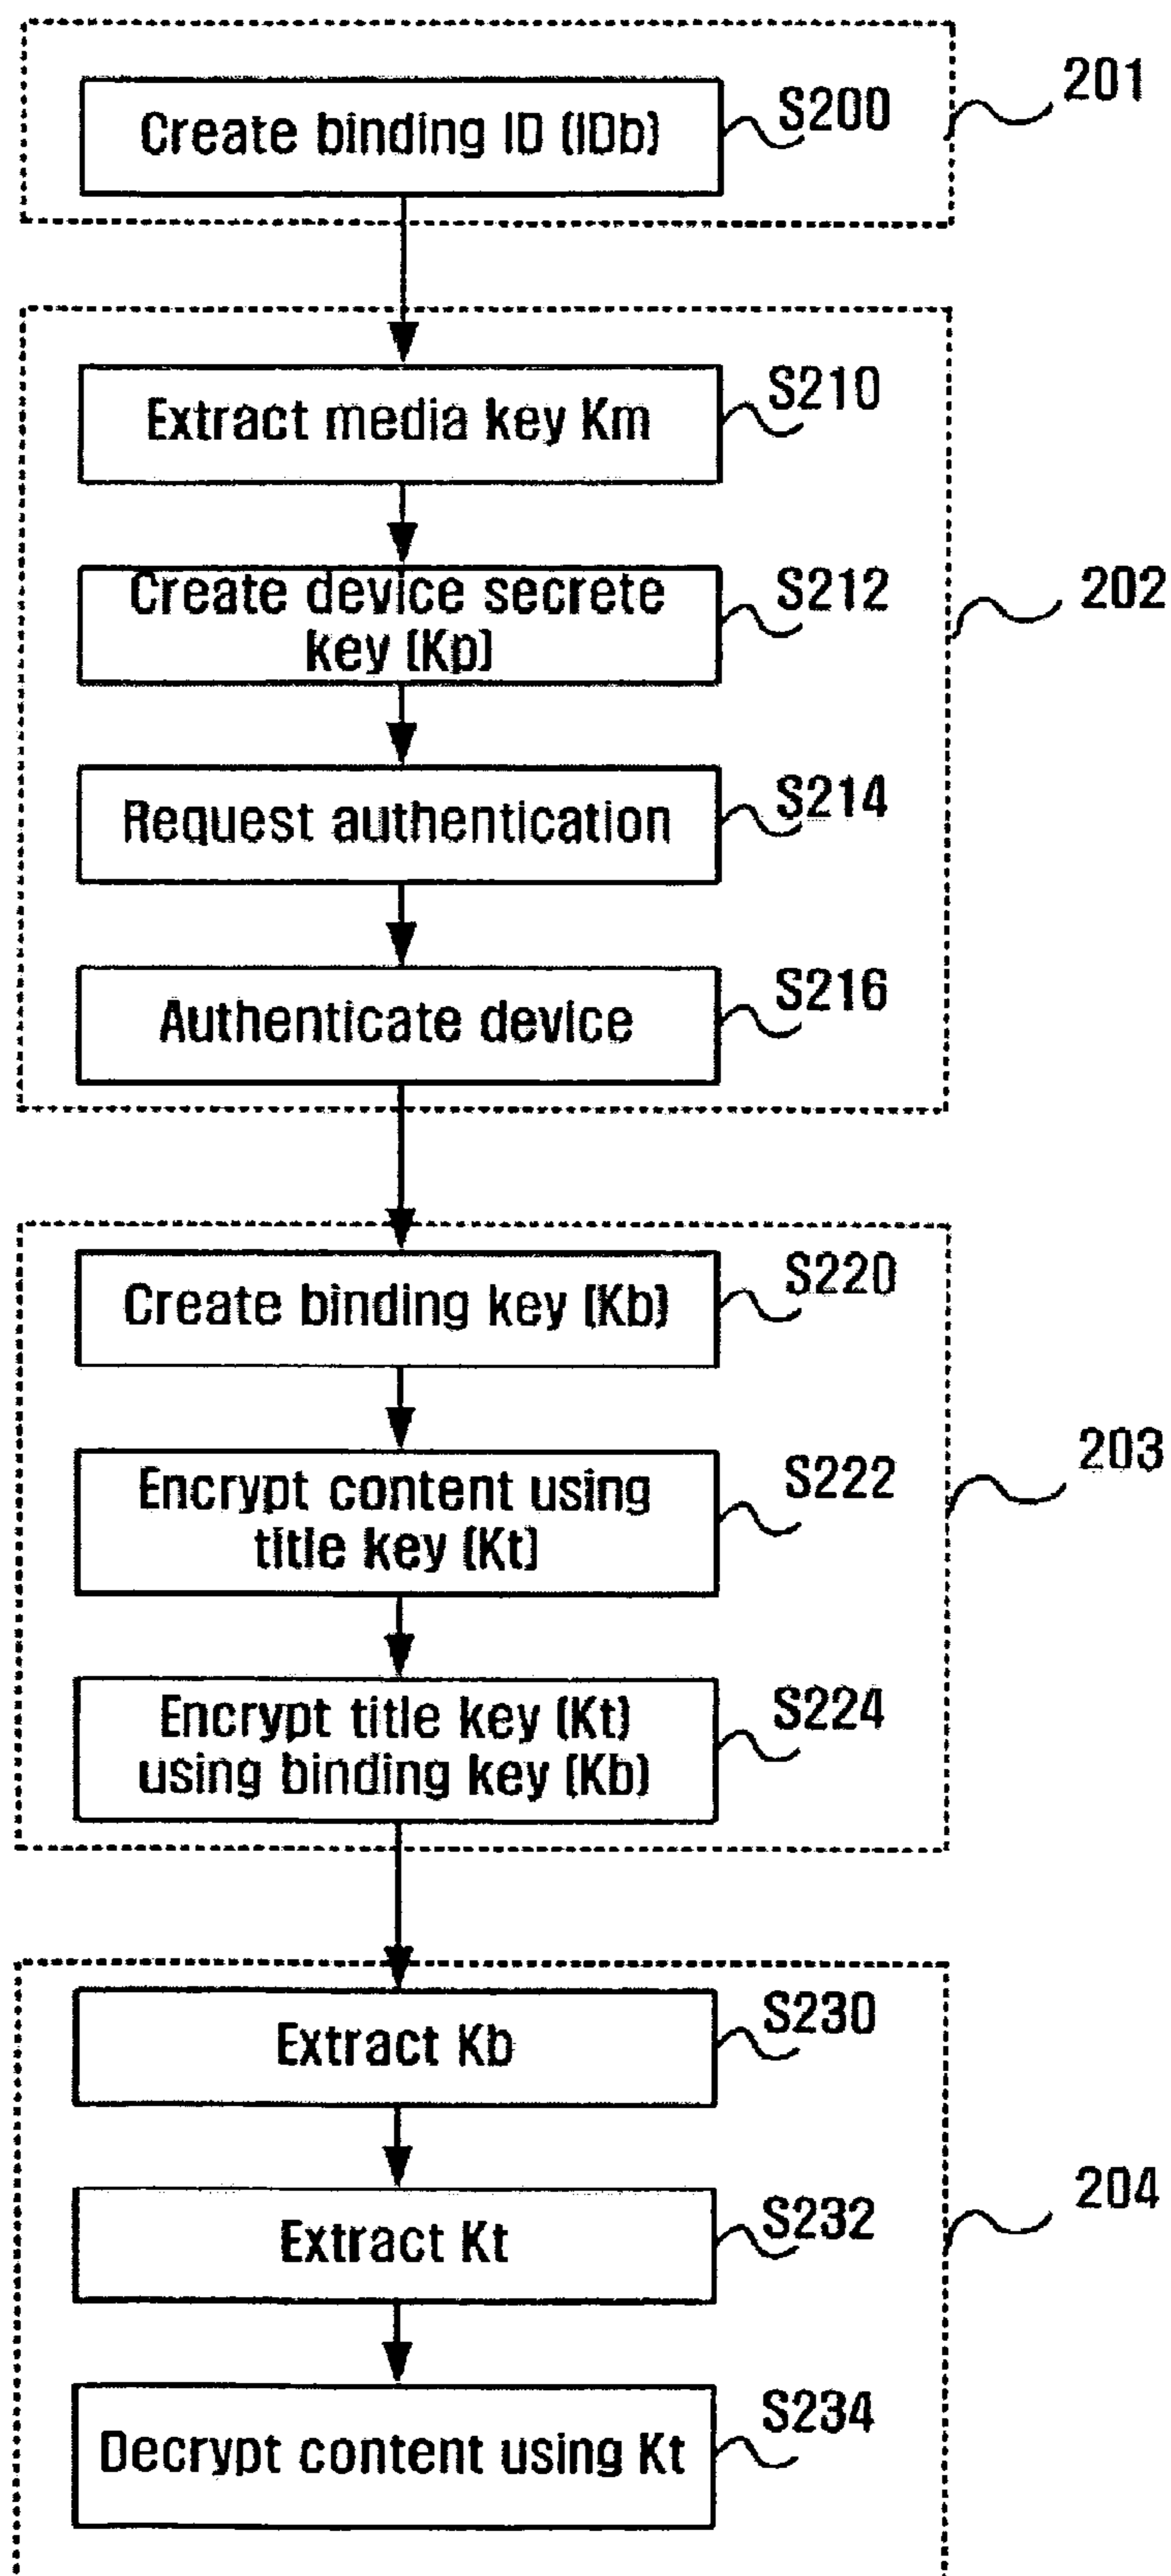 201
Create binding ID (IDb)
S200
Extract media key Km
S210
Create device secrete
key (Kp)
S212
202
Request authentication
S214
Authenticate device
S216
Create binding key (Kb)
S220
Encrypt content using
title key (Kt)
S222
203
Encrypt title key (Kt)
using binding key (Kb)
S224
Extract Kb
S230
Extract Kt
S232
204
Decrypt content using Kt
S234